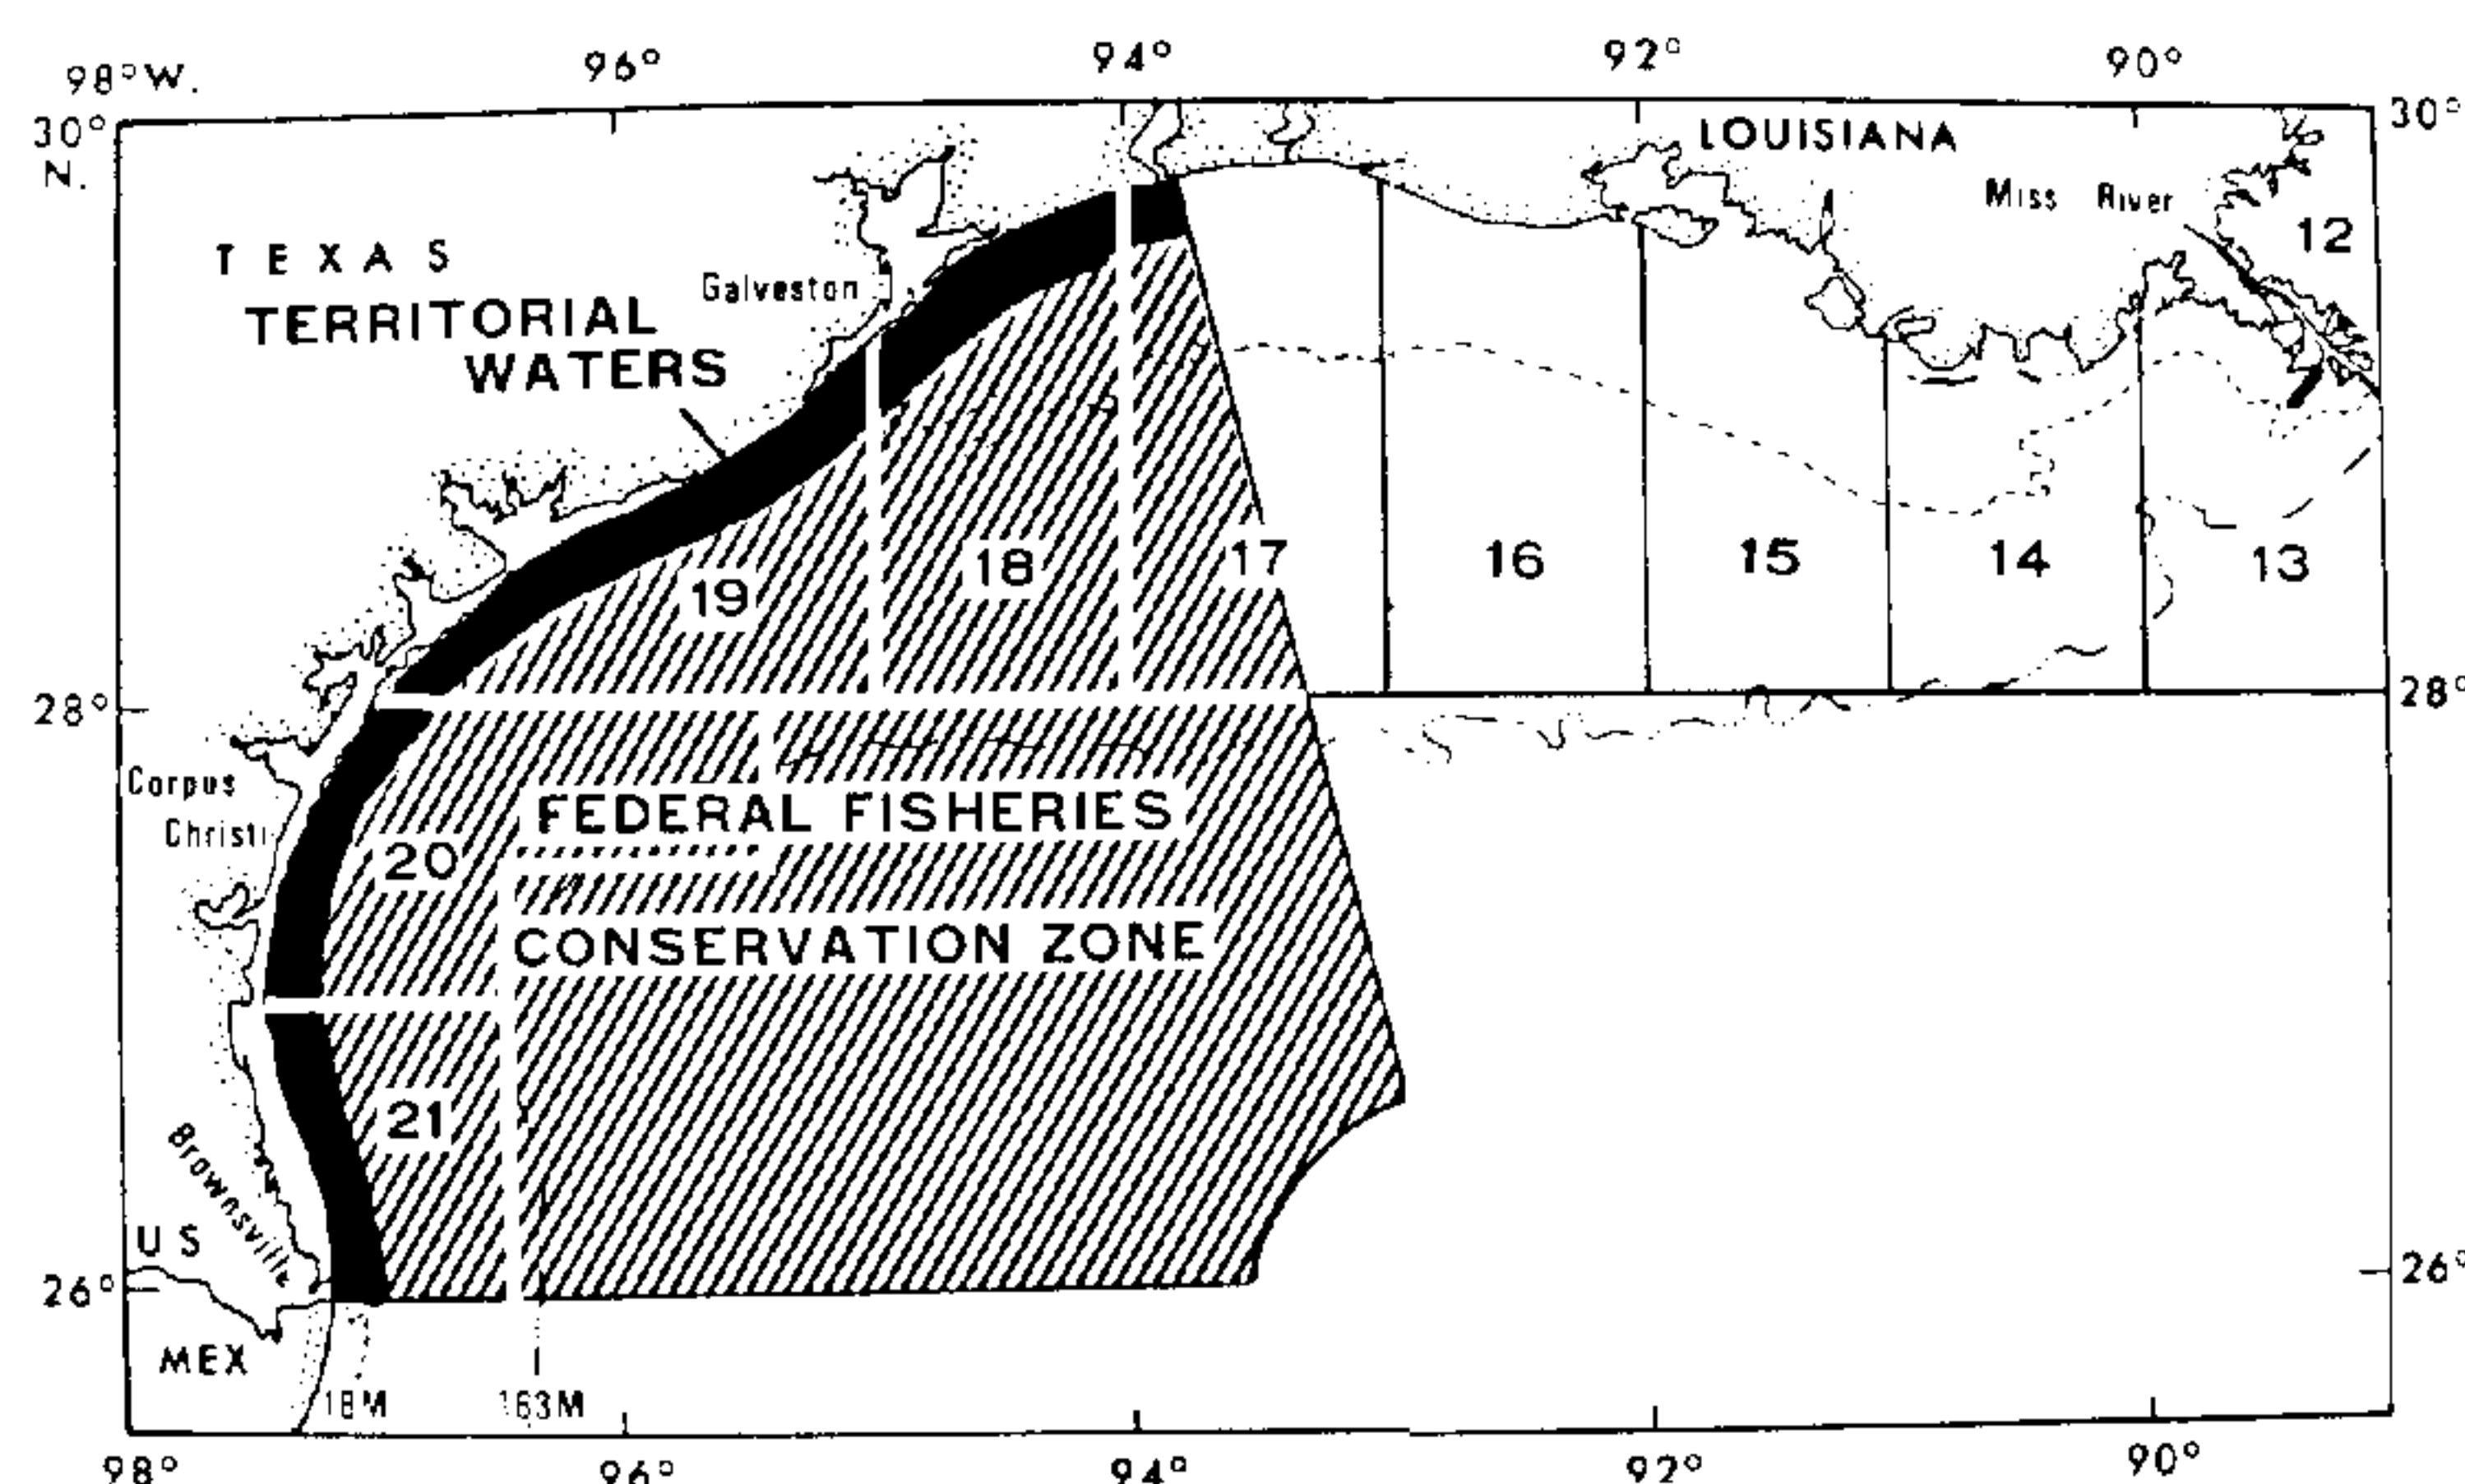 98°W.
96°
94°
92°
90°
30°
N.
30°
LOUISIANA
Miss River
12
TEXAS
TERRITORIAL
WATERS
Galveston
19
18
17
16
15
14
13
28°
28°
Corpus
Christi
FEDERAL FISHERIES
20
CONSERVATION ZONE
21
Brownsville
US
26°
26°
MEX
18M
163M
98°
96°
94°
92°
90°